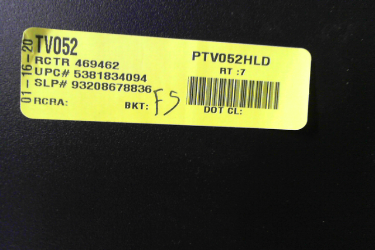 01-16-20
TV052
RCTR 469462
UPC# 5381834094
SLP# 93208678836
RCRA:
BKT: FS
PTV052HLD
RT :7
DOT CL: